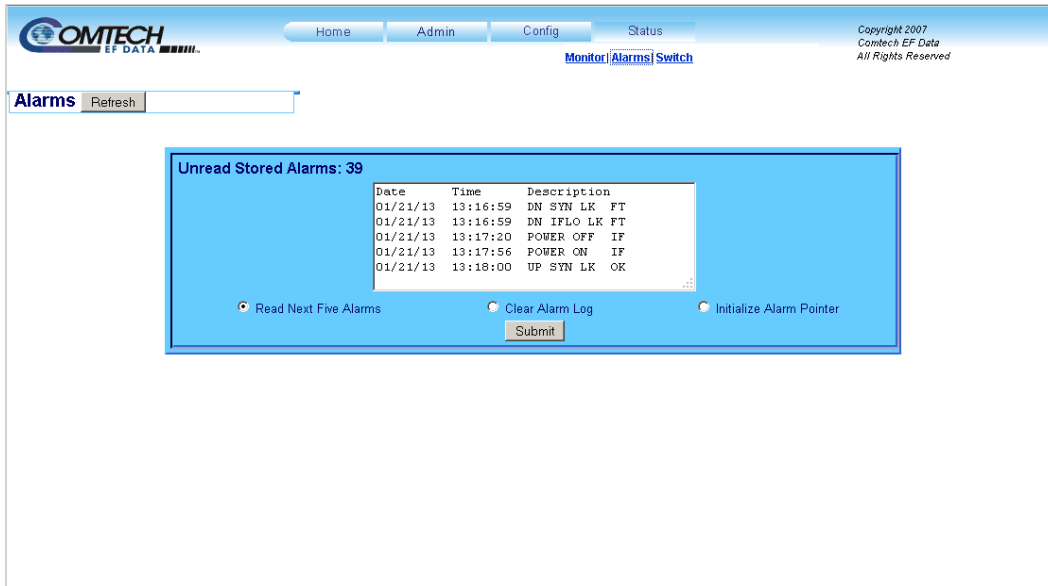 COMTECH
EF DATA
Home Admin Config Status
Monitor| Alarms| Switch
Copyright 2007
Comtech EF Data
All Rights Reserved
Alarms Refresh
Unread Stored Alarms: 39
Date Time Description
01/21/13 13:16:59 DN SYN LK FT
01/21/13 13:16:59 DN IFLO LK FT
01/21/13 13:17:20 POWER OFF IF
01/21/13 13:17:56 POWER ON IF
01/21/13 13:18:00 UP SYN LK OK
Read Next Five Alarms Clear Alarm Log Initialize Alarm Pointer
Submit